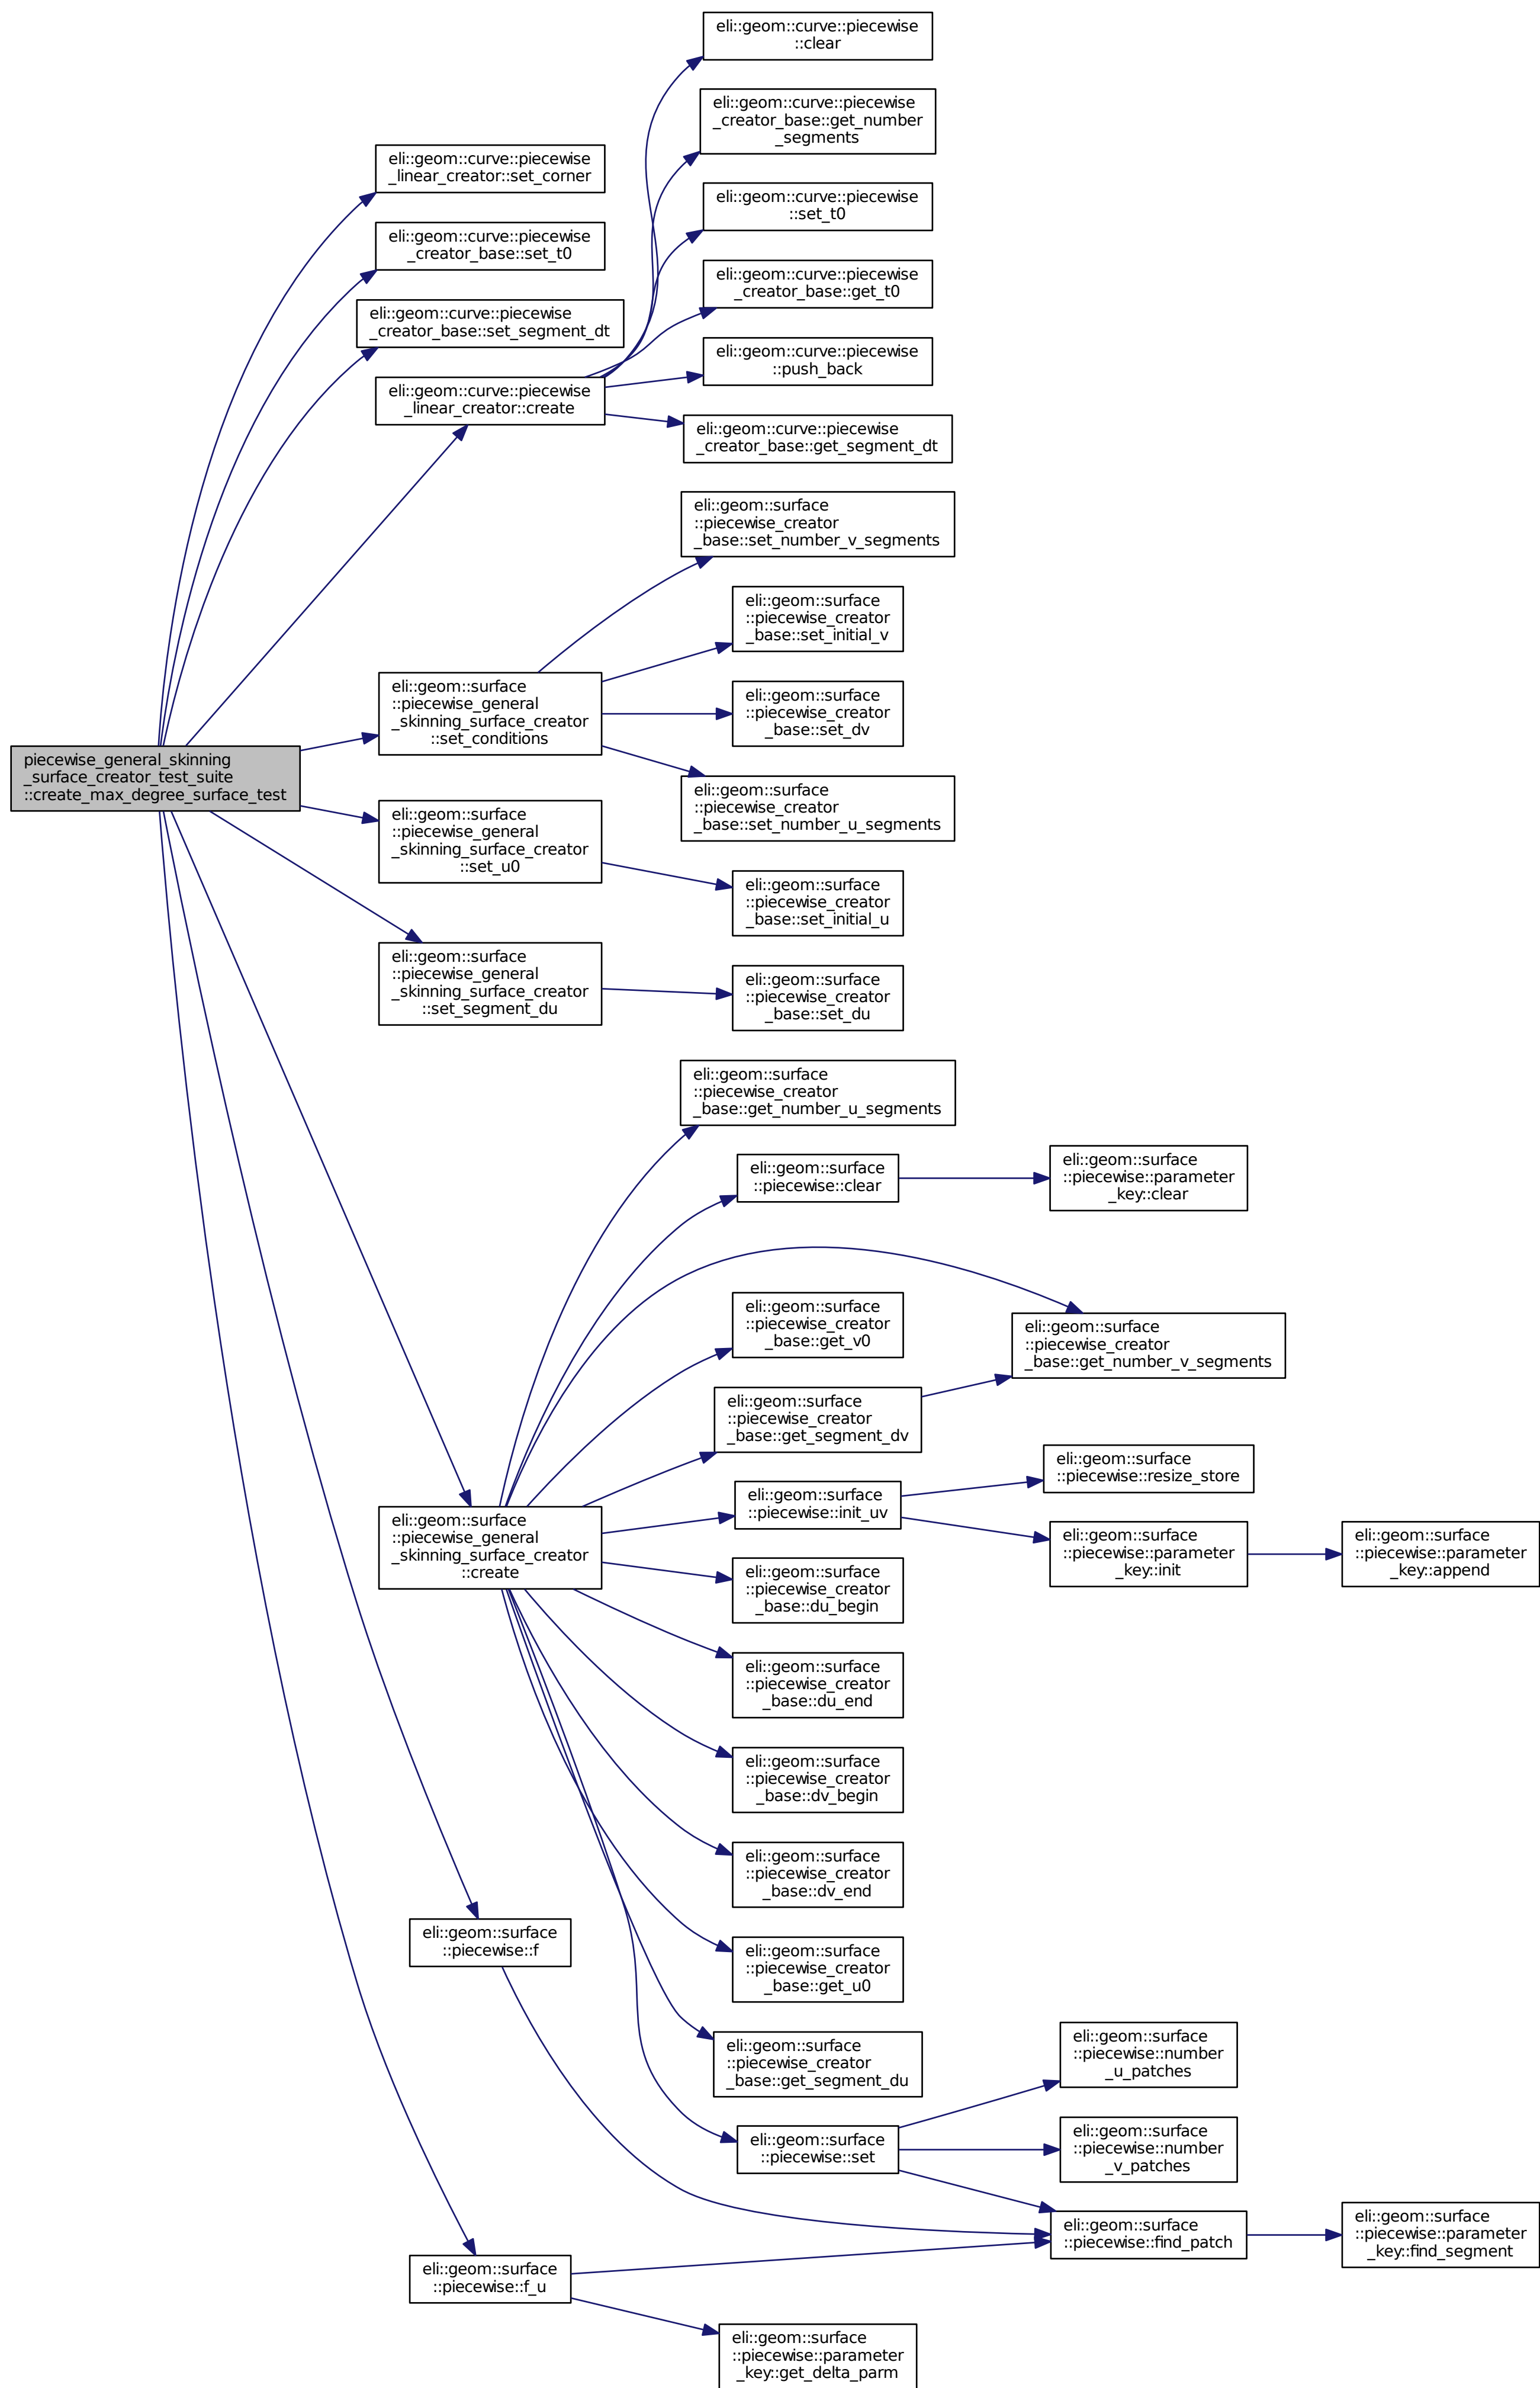 eli::geom::curve::piecewise
::clear
eli::geom::curve::piecewise
_creator_base::get_number
_segments
eli::geom::curve::piecewise
_linear_creator::set_corner
eli::geom::curve::piecewise
::set_t0
eli::geom::curve::piecewise
_creator_base::set_t0
eli::geom::curve::piecewise
_creator_base::get_t0
eli::geom::curve::piecewise
_creator_base::set_segment_dt
eli::geom::curve::piecewise
::push_back
eli::geom::curve::piecewise
_linear_creator::create
eli::geom::curve::piecewise
_creator_base::get_segment_dt
eli::geom::surface
::piecewise_creator
_base::set_number_v_segments
eli::geom::surface
::piecewise_creator
_base::set_initial_v
eli::geom::surface
::piecewise_general
_skinning_surface_creator
::set_conditions
eli::geom::surface
::piecewise_creator
_base::set_dv
piecewise_general_skinning
_surface_creator_test_suite
::create_max_degree_surface_test
eli::geom::surface
::piecewise_creator
_base::set_number_u_segments
eli::geom::surface
::piecewise_general
_skinning_surface_creator
::set_u0
eli::geom::surface
::piecewise_creator
_base::set_initial_u
eli::geom::surface
::piecewise_general
_skinning_surface_creator
::set_segment_du
eli::geom::surface
::piecewise_creator
_base::set_du
eli::geom::surface
::piecewise_creator
_base::get_number_u_segments
eli::geom::surface
::piecewise::clear
eli::geom::surface
::piecewise::parameter
_key::clear
eli::geom::surface
::piecewise_creator
_base::get_v0
eli::geom::surface
::piecewise_creator
_base::get_number_v_segments
eli::geom::surface
::piecewise_creator
_base::get_segment_dv
eli::geom::surface
::piecewise::resize_store
eli::geom::surface
::piecewise::init_uv
eli::geom::surface
::piecewise_general
_skinning_surface_creator
::create
eli::geom::surface
::piecewise::parameter
_key::init
eli::geom::surface
::piecewise::parameter
_key::append
eli::geom::surface
::piecewise_creator
_base::du_begin
eli::geom::surface
::piecewise_creator
_base::du_end
eli::geom::surface
::piecewise_creator
_base::dv_begin
eli::geom::surface
::piecewise_creator
_base::dv_end
eli::geom::surface
::piecewise::f
eli::geom::surface
::piecewise_creator
_base::get_u0
eli::geom::surface
::piecewise_creator
_base::get_segment_du
eli::geom::surface
::piecewise::number
_u_patches
eli::geom::surface
::piecewise::set
eli::geom::surface
::piecewise::number
_v_patches
eli::geom::surface
::piecewise::find_patch
eli::geom::surface
::piecewise::parameter
_key::find_segment
eli::geom::surface
::piecewise::f_u
eli::geom::surface
::piecewise::parameter
_key::get_delta_parm